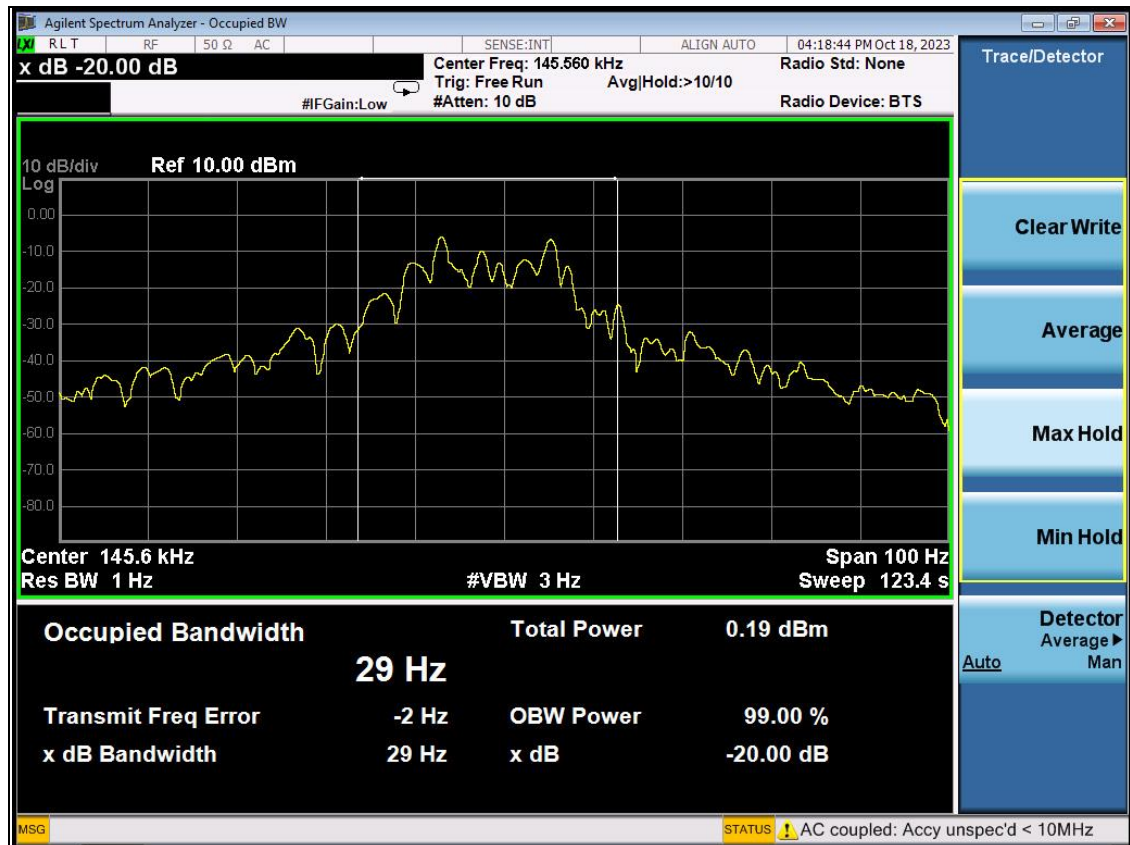 Agilent Spectrum Analyzer - Occupied BW
LXI RLT RF 50 Ω AC SENSE:INT ALIGN AUTO 04:18:44 PM Oct 18, 2023
x dB -20.00 dB
Center Freq: 145.560 kHz Radio Std: None
Trig: Free Run Avg|Hold:>10/10
#IFGain:Low #Atten: 10 dB Radio Device: BTS
10 dB/div Ref 10.00 dBm
Log
0.00
-10.0
-20.0
-30.0
-40.0
-50.0
-60.0
-70.0
-80.0
Center 145.6 kHz Span 100 Hz
Res BW 1 Hz #VBW 3 Hz Sweep 123.4 s
Occupied Bandwidth Total Power 0.19 dBm
29 Hz
Transmit Freq Error -2 Hz OBW Power 99.00 %
x dB Bandwidth 29 Hz x dB -20.00 dB
Trace/Detector
Clear Write
Average
Max Hold
Min Hold
Detector
Average▶
Auto Man
MSG STATUS AC coupled: Accy unspec'd < 10MHz